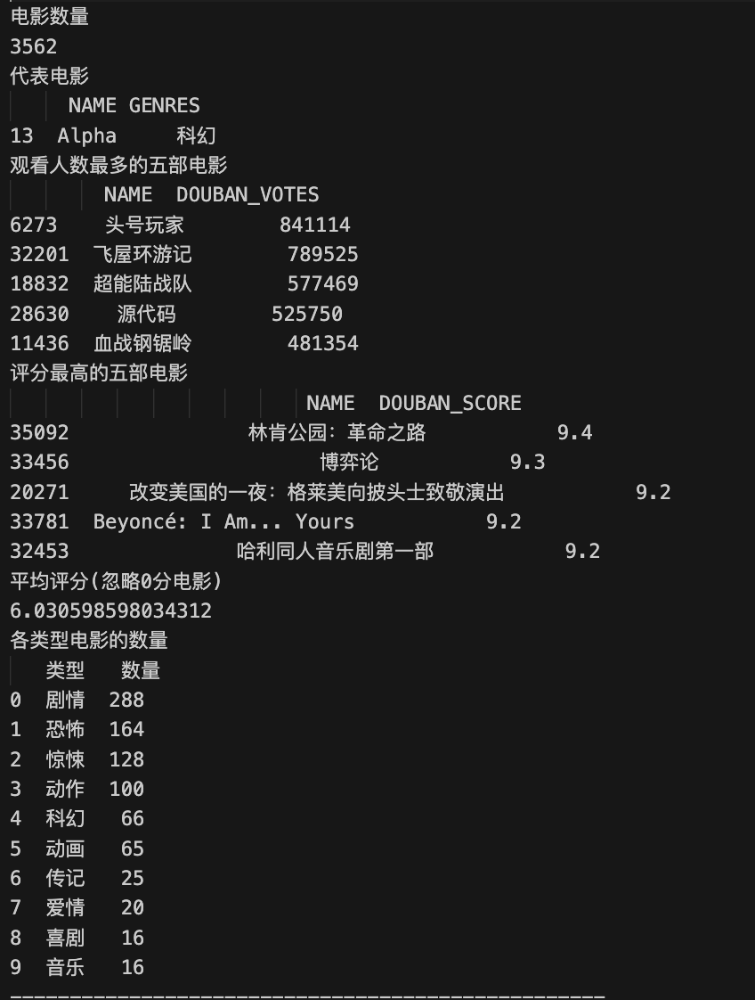 电影数量
3562
代表电影
NAME GENRES
13 Alpha 科幻
观看人数最多的五部电影
NAME DOUBAN_VOTES
6273 头号玩家 841114
32201 飞屋环游记 789525
18832 超能陆战队 577469
28630 源代码 525750
11436 血战钢锯岭 481354
评分最高的五部电影
NAME DOUBAN_SCORE
35092 林肯公园：革命之路 9.4
33456 博弈论 9.3
20271 改变美国的一夜：格莱美向披头士致敬演出 9.2
33781 Beyoncé: I Am... Yours 9.2
32453 哈利同人音乐剧第一部 9.2
平均评分(忽略0分电影)
6.030598598034312
各类型电影的数量
类型 数量
0 剧情 288
1 恐怖 164
2 惊悚 128
3 动作 100
4 科幻 66
5 动画 65
6 传记 25
7 爱情 20
8 喜剧 16
9 音乐 16